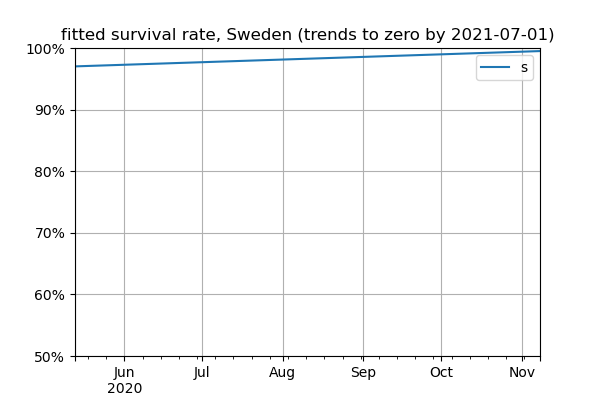 fitted survival rate, Sweden (trends to zero by 2021-07-01)
100%
90%
80%
70%
60%
50%
s
Jun Jul Aug Sep Oct Nov
2020